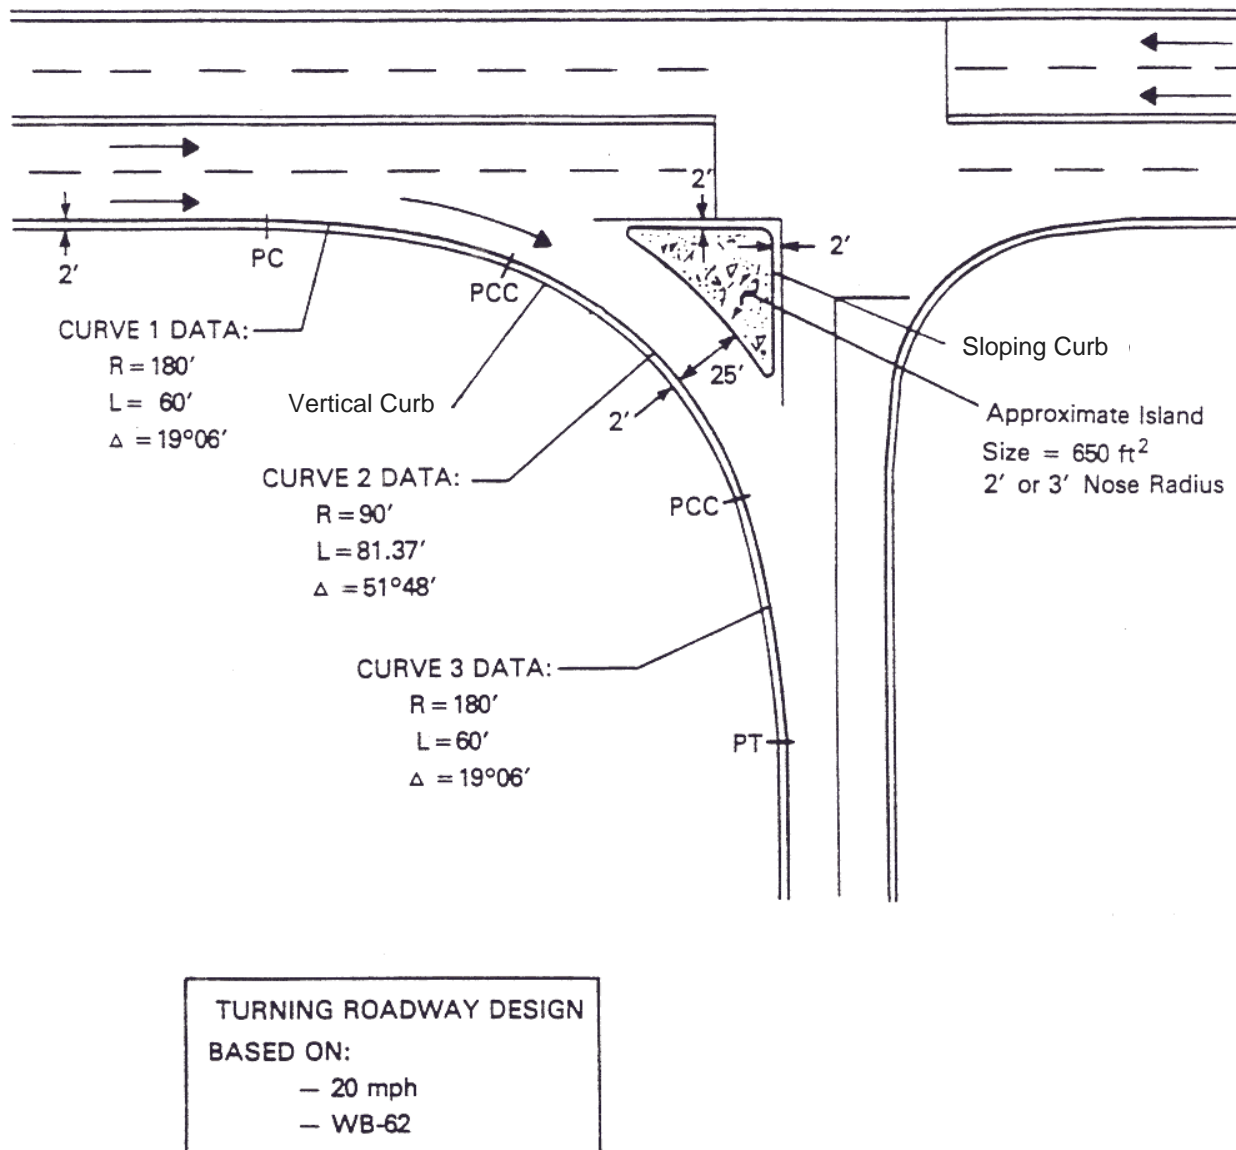 2'
2'
2'
PC
PCC
CURVE 1 DATA:
R = 180'
L = 60'
Δ = 19°06'
Vertical Curb
25'
2'
Sloping Curb
Approximate Island
Size = 650 ft²
2' or 3' Nose Radius
CURVE 2 DATA:
R = 90'
L = 81.37'
Δ = 51°48'
PCC
CURVE 3 DATA:
R = 180'
L = 60'
Δ = 19°06'
PT
TURNING ROADWAY DESIGN
BASED ON:
— 20 mph
— WB-62